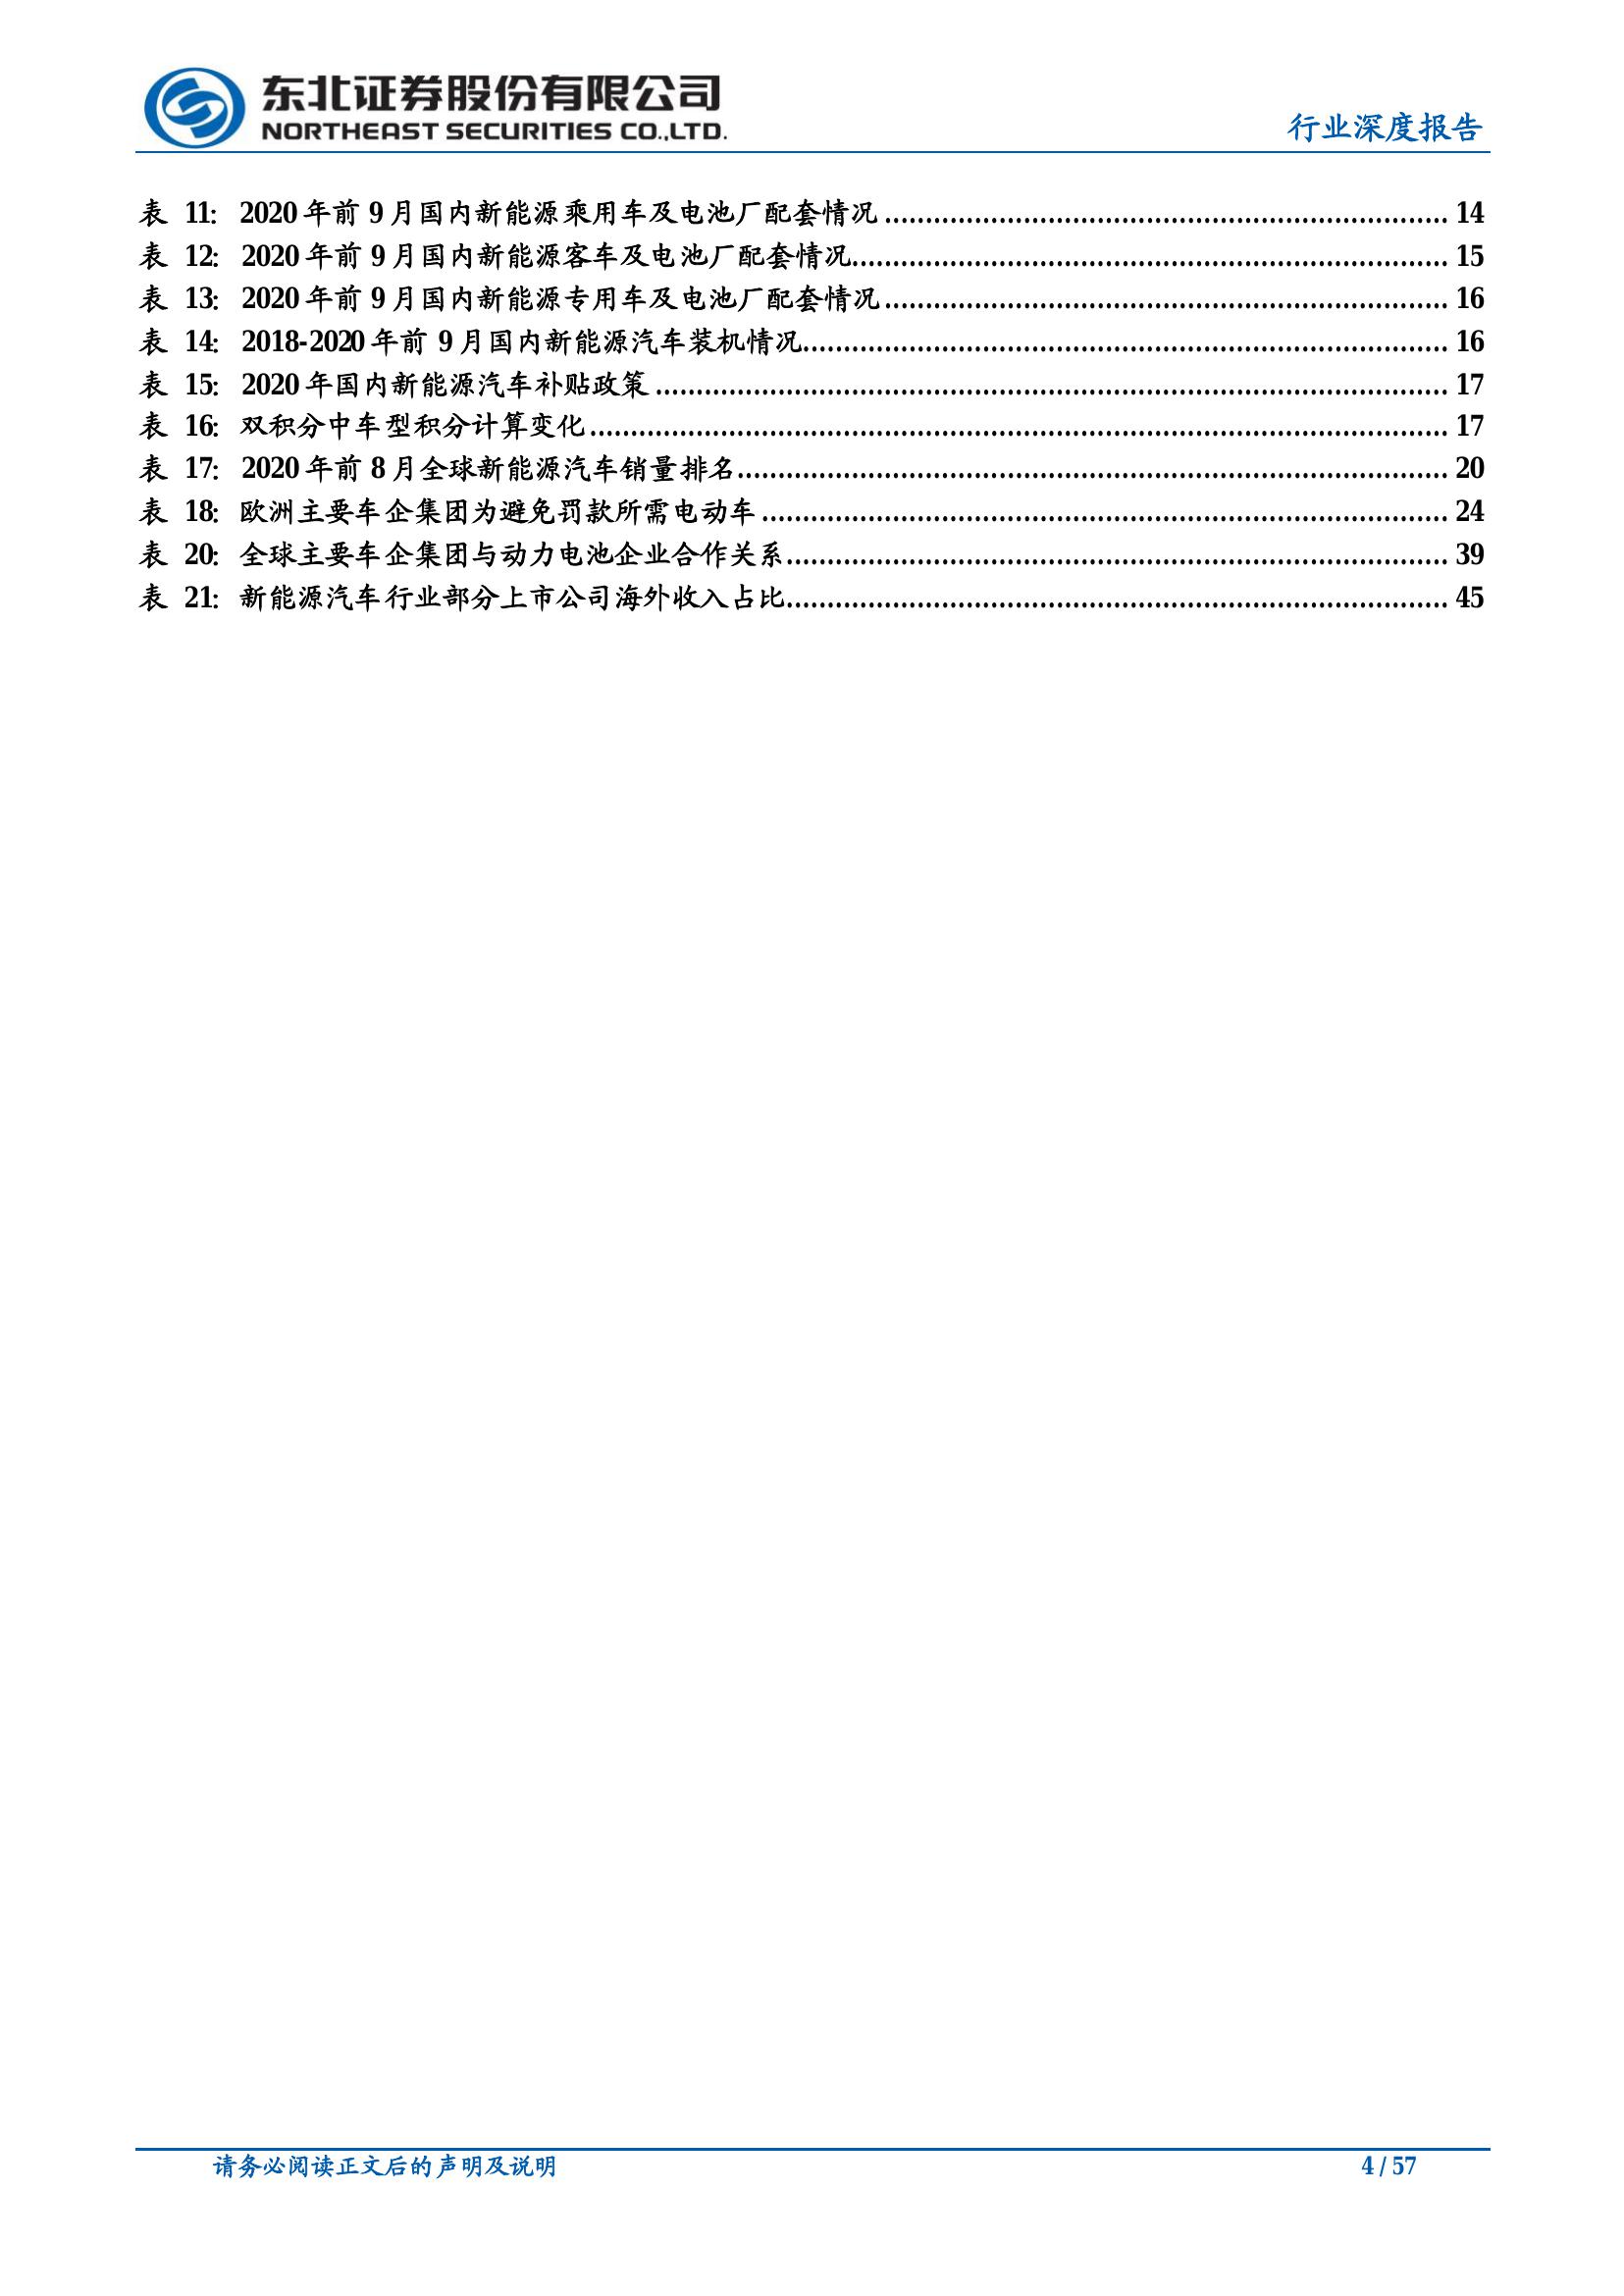 东北证券股份有限公司
NORTHEAST SECURITIES CO.,LTD.
行业深度报告
表 11: 2020 年前 9 月国内新能源乘用车及电池厂配套情况 ........................................ 14
表 12: 2020 年前 9 月国内新能源客车及电池厂配套情况........................................ 15
表 13: 2020 年前 9 月国内新能源专用车及电池厂配套情况 ........................................ 16
表 14: 2018-2020 年前 9 月国内新能源汽车装机情况........................................ 16
表 15: 2020 年国内新能源汽车补贴政策 ........................................ 17
表 16: 双积分中车型积分计算变化 ........................................ 17
表 17: 2020 年前 8 月全球新能源汽车销量排名........................................ 20
表 18: 欧洲主要车企集团为避免罚款所需电动车 ........................................ 24
表 20: 全球主要车企集团与动力电池企业合作关系........................................ 39
表 21: 新能源汽车行业部分上市公司海外收入占比........................................ 45
请务必阅读正文后的声明及说明
4 / 57